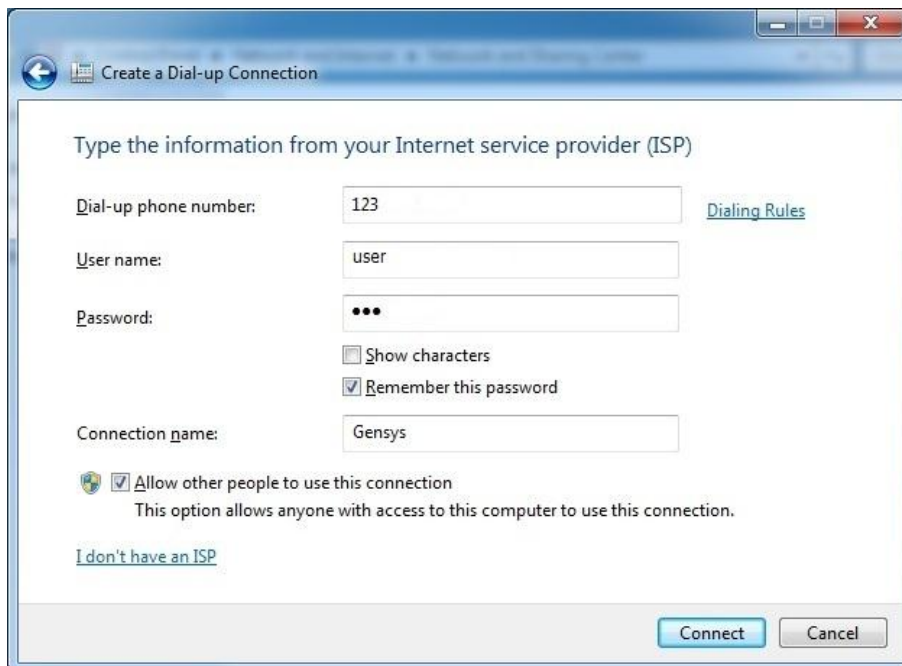 Create a Dial-up Connection
Type the information from your Internet service provider (ISP)
Dial-up phone number:
123
Dialing Rules
User name:
user
Password:
•••
Show characters
Remember this password
Connection name:
Gensys
Allow other people to use this connection
This option allows anyone with access to this computer to use this connection.
I don't have an ISP
Connect
Cancel